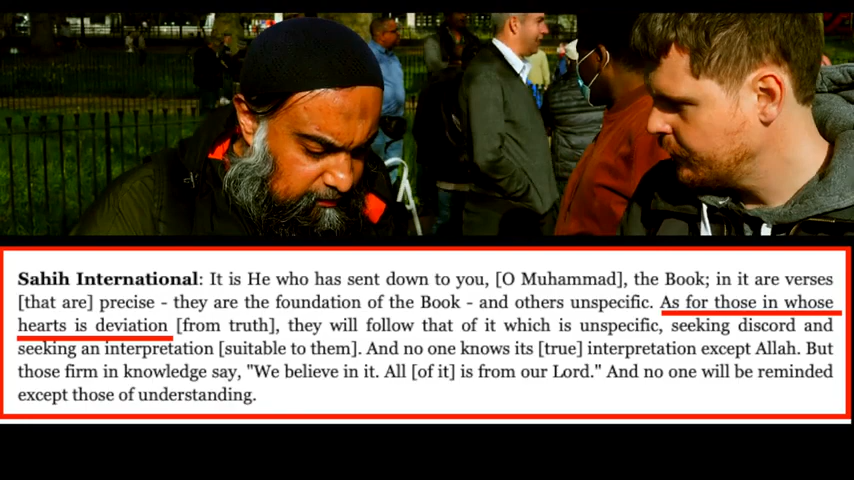 Sahih International: It is He who has sent down to you, [O Muhammad], the Book; in it are verses
[that are] precise - they are the foundation of the Book - and others unspecific. As for those in whose
hearts is deviation [from truth], they will follow that of it which is unspecific, seeking discord and
seeking an interpretation [suitable to them]. And no one knows its [true] interpretation except Allah. But
those firm in knowledge say, "We believe in it. All [of it] is from our Lord." And no one will be reminded
except those of understanding.